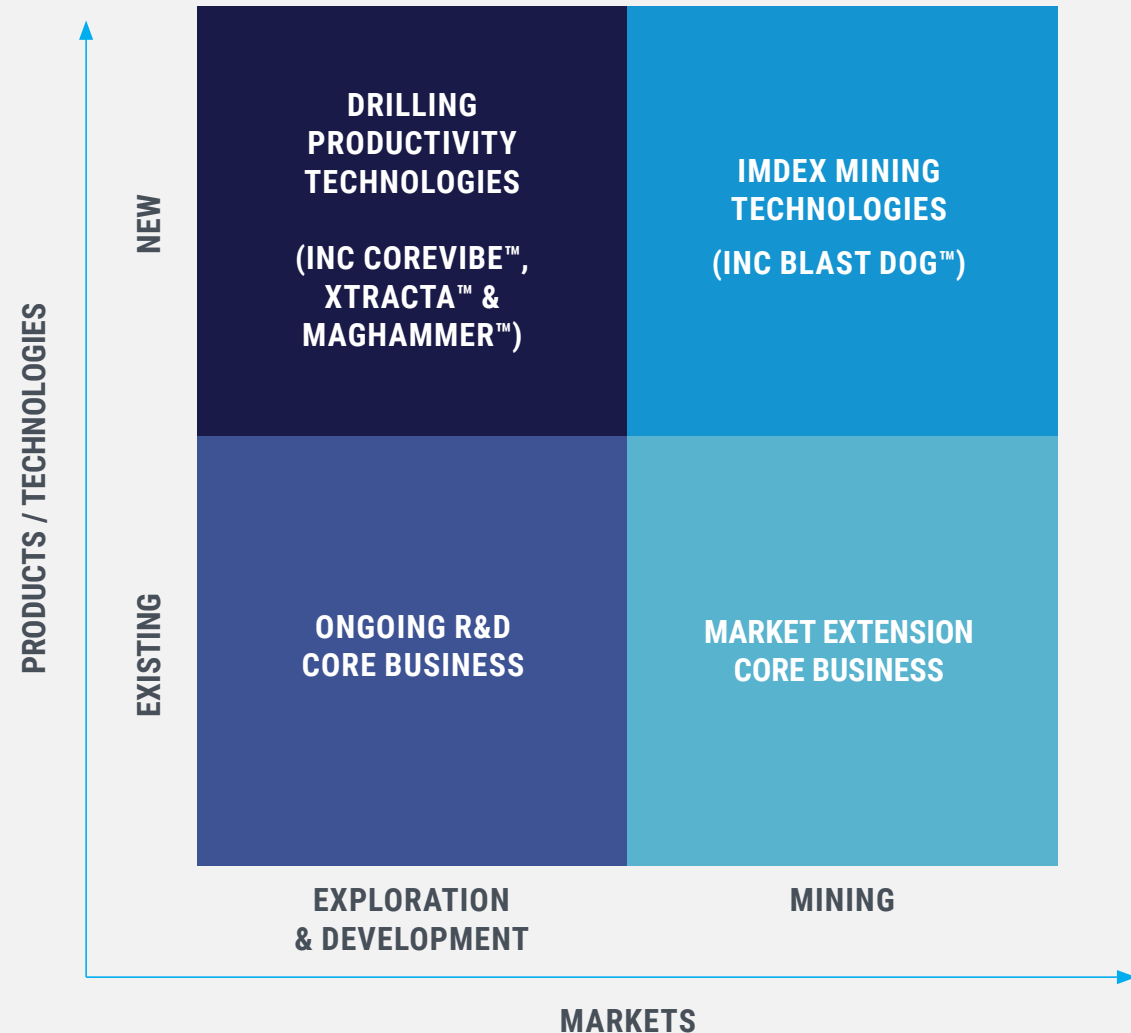 PRODUCTS / TECHNOLOGIES
NEW
DRILLING
PRODUCTIVITY
TECHNOLOGIES
(INC COREVIBE™,
XTRACTA™ &
MAGHAMMER™)
IMDEX MINING
TECHNOLOGIES
(INC BLAST DOG™)
EXISTING
ONGOING R&D
CORE BUSINESS
MARKET EXTENSION
CORE BUSINESS
EXPLORATION
& DEVELOPMENT
MINING
MARKETS